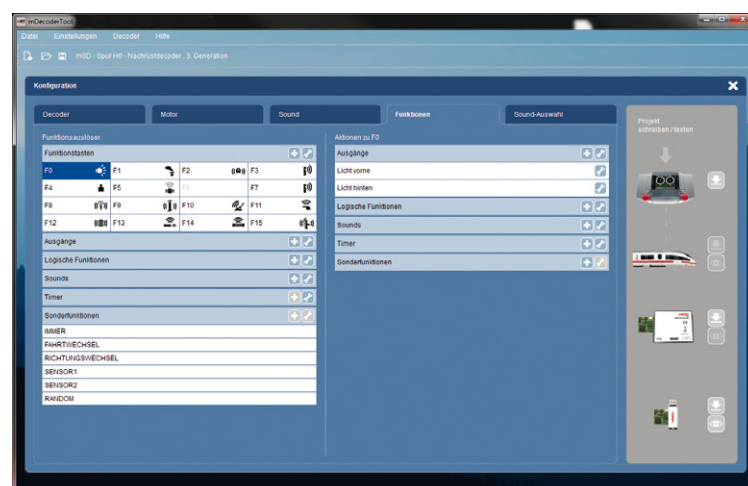 mDecoderTool
Datei Einstellungen Decoder Hilfe
mDD - Spur H0 - Nachrüstdecoder, 3. Generation
Konfiguration
Decoder Motor Sound Funktionen Sound-Auswahl
Projekt
schreiben / testen
Funktionsauslöser
Funktionstasten
F0 F1 F2 F3
F4 F5 F6 F7
F8 F9 F10 F11
F12 F13 F14 F15
Ausgänge
Logische Funktionen
Sounds
Timer
Sonderfunktionen
IMMER
FAHRTWECHSEL
RICHTUNGSWECHSEL
SENSOR1
SENSOR2
RANDOM
Aktionen zu F0
Ausgänge
Licht vorne
Licht hinten
Logische Funktionen
Sounds
Timer
Sonderfunktionen